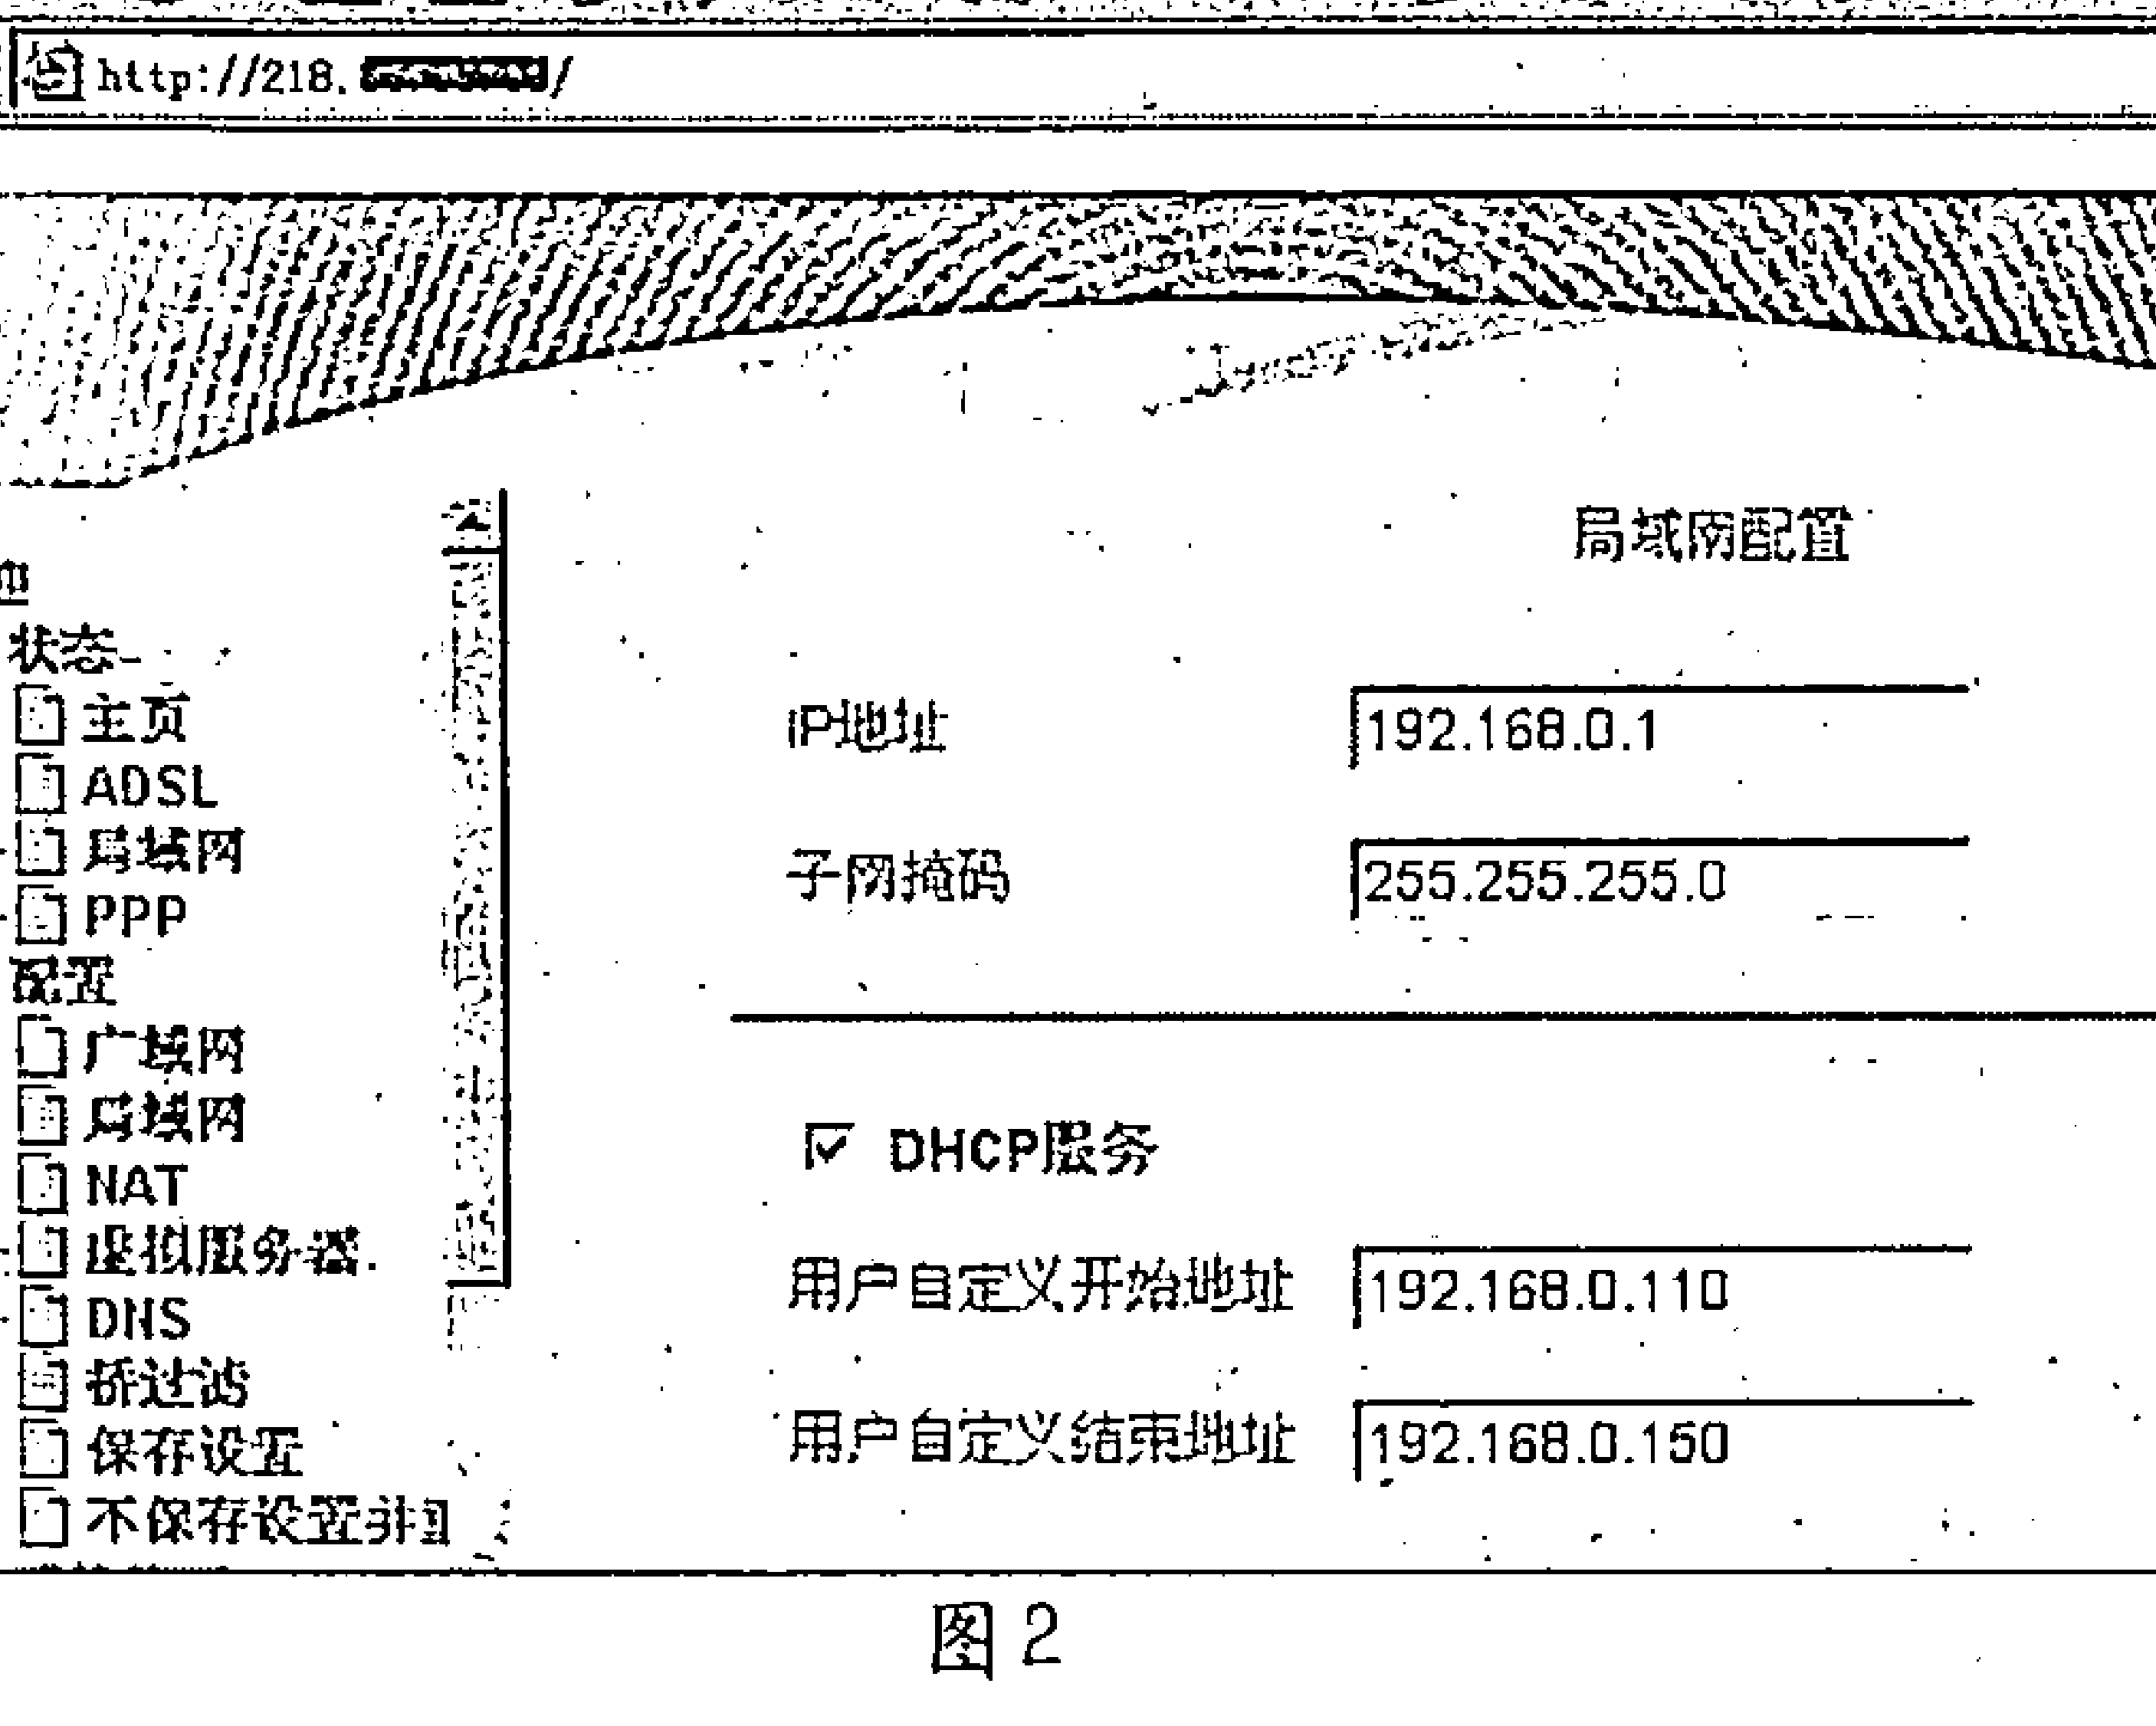 http://218.
局域网配置
状态
主页
ADSL
局域网
PPP
配置
广域网
局域网
NAT
虚拟服务器
DNS
桥过滤
保存设置
不保存设置并
IP地址 192.168.0.1
子网掩码 255.255.255.0
DHCP服务
用户自定义开始地址 192.168.0.110
用户自定义结束地址 192.168.0.150
图2